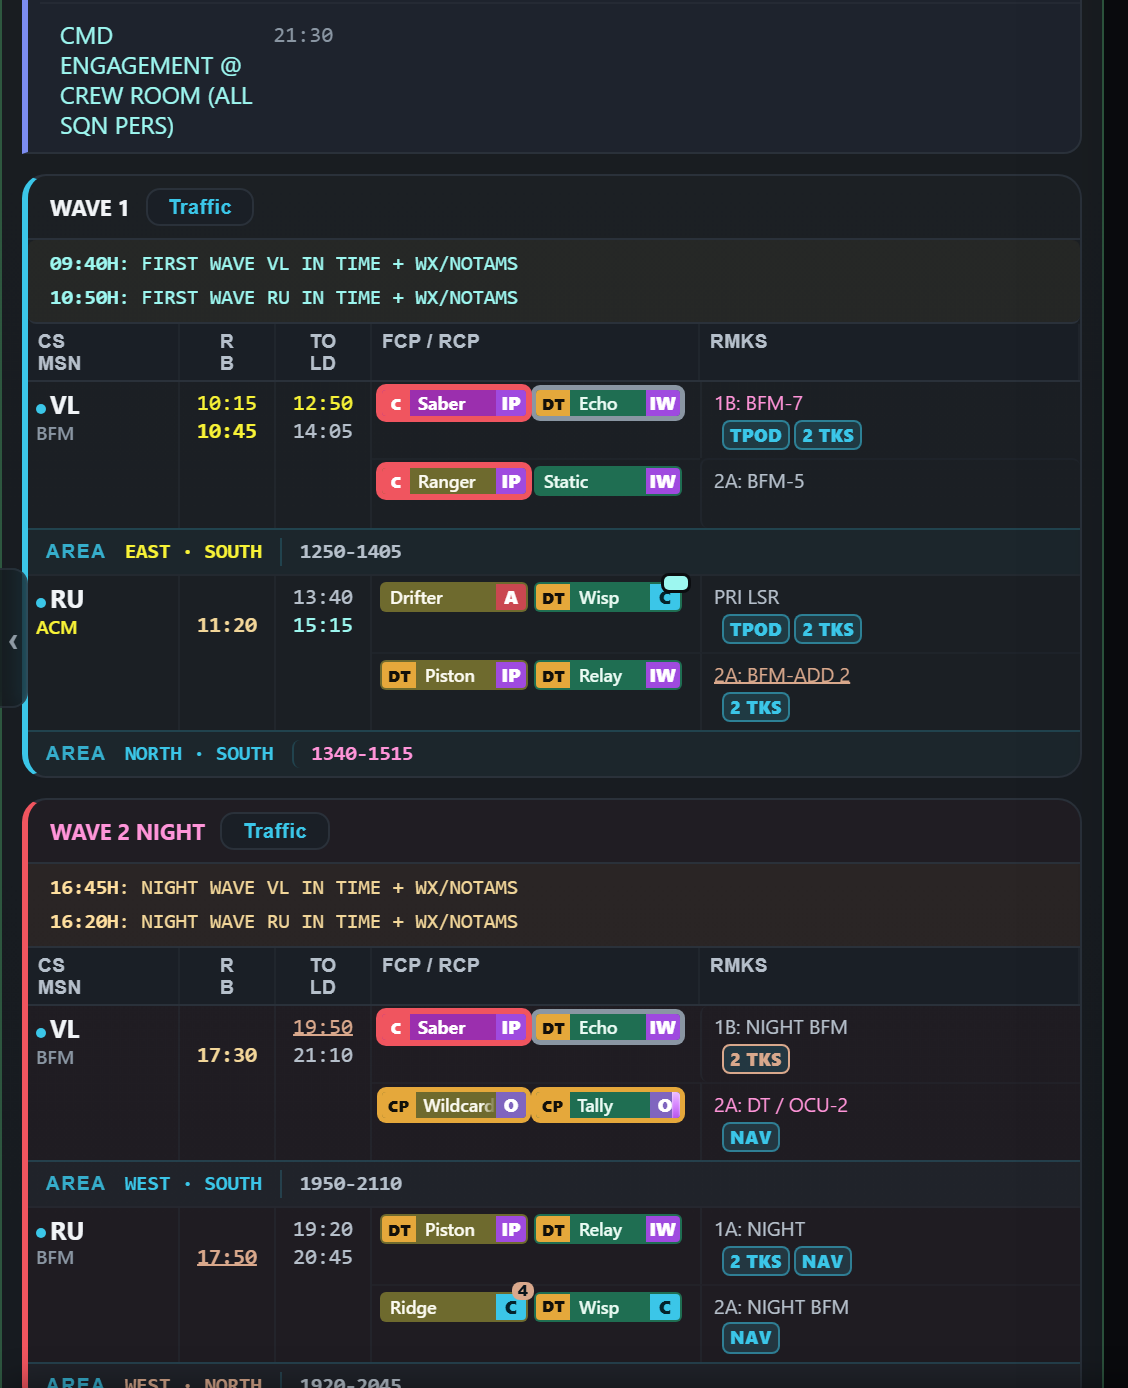 CMD
ENGAGEMENT @
CREW ROOM (ALL
SQN PERS)
21:30
WAVE 1 Traffic
09:40H: FIRST WAVE VL IN TIME + WX/NOTAMS
10:50H: FIRST WAVE RU IN TIME + WX/NOTAMS
CS R TO FCP / RCP RMKS
MSN B LD
VL 10:15 12:50 C Saber IP DT Echo IW 1B: BFM-7
BFM 10:45 14:05 TPOD 2 TKS
C Ranger IP Static IW 2A: BFM-5
AREA EAST · SOUTH 1250-1405
RU 13:40 Drifter A DT Wisp C PRI LSR
ACM 11:20 15:15 TPOD 2 TKS
DT Piston IP DT Relay IW 2A: BFM-ADD 2
2 TKS
AREA NORTH · SOUTH 1340-1515
WAVE 2 NIGHT Traffic
16:45H: NIGHT WAVE VL IN TIME + WX/NOTAMS
16:20H: NIGHT WAVE RU IN TIME + WX/NOTAMS
CS R TO FCP / RCP RMKS
MSN B LD
VL 19:50 C Saber IP DT Echo IW 1B: NIGHT BFM
BFM 17:30 21:10 2 TKS
CP Wildcard O CP Tally O 2A: DT / OCU-2
NAV
AREA WEST · SOUTH 1950-2110
RU 19:20 DT Piston IP DT Relay IW 1A: NIGHT
BFM 17:50 20:45 2 TKS NAV
Ridge C 4 DT Wisp C 2A: NIGHT BFM
NAV
AREA WEST · NORTH 1920-2045